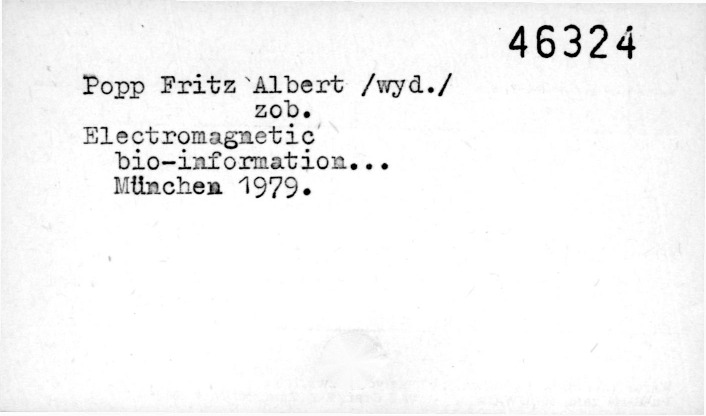 46324
Popp Fritz Albert /wyd./
zob.
Electromagnetic
bio-information...
München 1979.